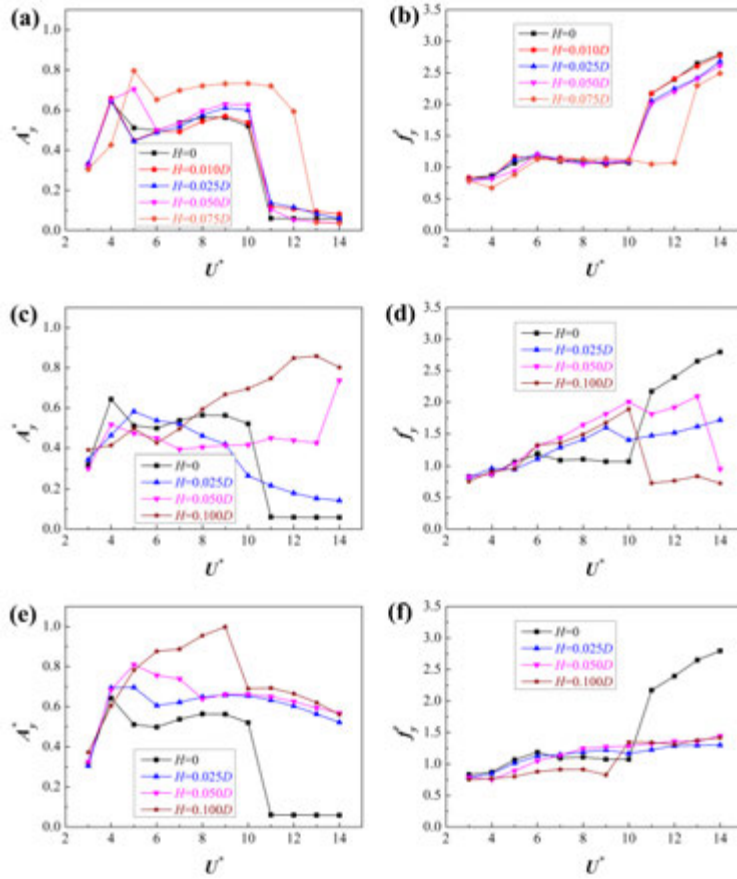 (a)
1.0
0.8
0.6
0.4
0.2
0.0
A*y
H=0
H=0.010D
H=0.025D
H=0.050D
H=0.075D
2 4 6 8 10 12 14
U*
(b)
3.5
3.0
2.5
2.0
1.5
1.0
0.5
0.0
f*y
H=0
H=0.010D
H=0.025D
H=0.050D
H=0.075D
2 4 6 8 10 12 14
U*
(c)
1.0
0.8
0.6
0.4
0.2
0.0
A*y
H=0
H=0.025D
H=0.050D
H=0.100D
2 4 6 8 10 12 14
U*
(d)
3.5
3.0
2.5
2.0
1.5
1.0
0.5
0.0
f*y
H=0
H=0.025D
H=0.050D
H=0.100D
2 4 6 8 10 12 14
U*
(e)
1.0
0.8
0.6
0.4
0.2
0.0
A*y
H=0
H=0.025D
H=0.050D
H=0.100D
2 4 6 8 10 12 14
U*
(f)
3.5
3.0
2.5
2.0
1.5
1.0
0.5
0.0
f*y
H=0
H=0.025D
H=0.050D
H=0.100D
2 4 6 8 10 12 14
U*